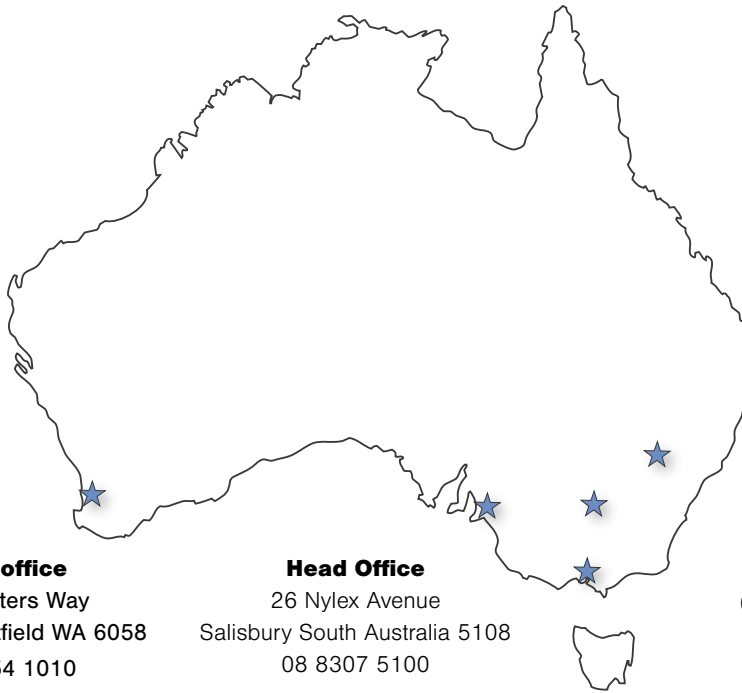 office
ters Way
field WA 6058
4 1010
Head Office
26 Nylex Avenue
Salisbury South Australia 5108
08 8307 5100